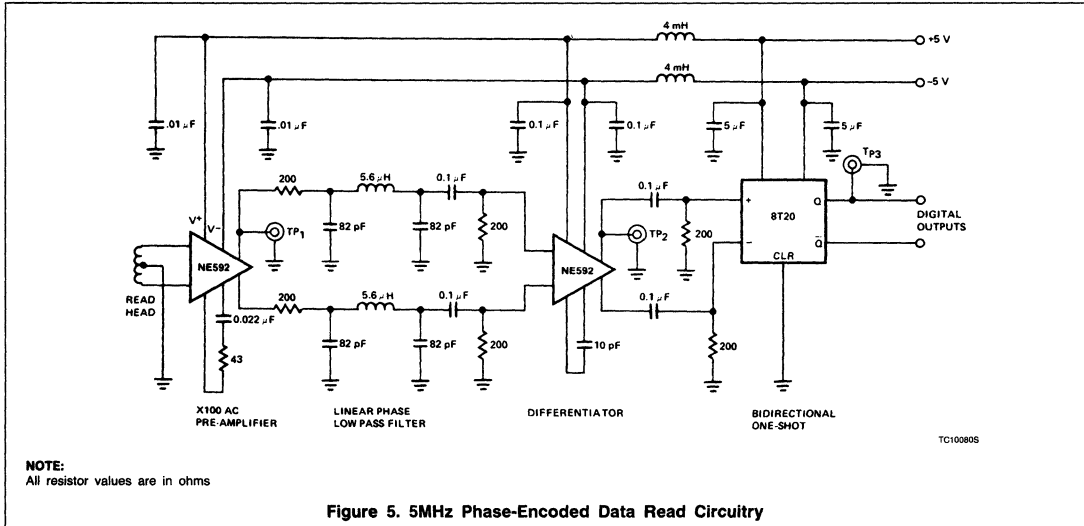 4 mH
+5 V
4 mH
-5 V
.01 μF
.01 μF
0.1 μF
0.1 μF
5 μF
5 μF
TP3
200
5.6 μH
0.1 μF
0.1 μF
V+
V-
TP1
82 pF
82 pF
200
TP2
200
+
8T20
Q
DIGITAL
OUTPUTS
-
Q̅
CLR
NE592
NE592
READ
HEAD
200
5.6 μH
0.1 μF
0.1 μF
0.022 μF
82 pF
82 pF
200
10 pF
200
43
X100 AC
PRE-AMPLIFIER
LINEAR PHASE
LOW PASS FILTER
DIFFERENTIATOR
BIDIRECTIONAL
ONE-SHOT
TC10080S
NOTE:
All resistor values are in ohms
Figure 5. 5MHz Phase-Encoded Data Read Circuitry